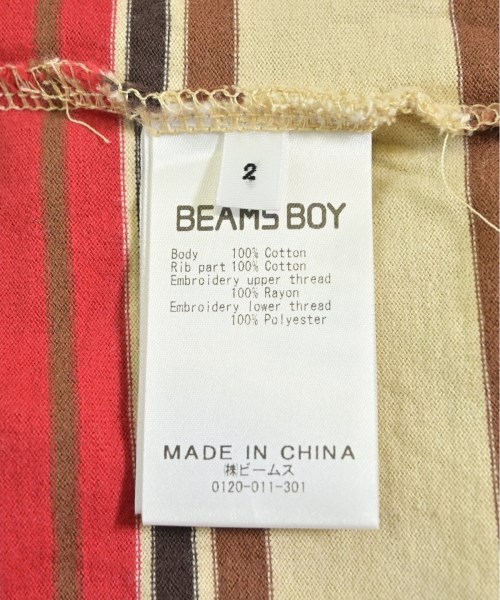 2
BEAMS BOY
Body 100% Cotton
Rib part 100% Cotton
Embroidery upper thread
100% Rayon
Embroidery lower thread
100% Polyester
MADE IN CHINA
㈱ビームス
0120-011-301